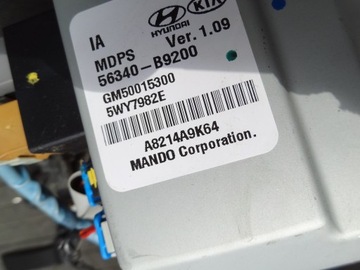 HYUNDAI
KIA
IA
MDPS Ver. 1.09
56340-B9200
GM50015300
5WY7982E
A8214A9K64
MANDO Corporation.